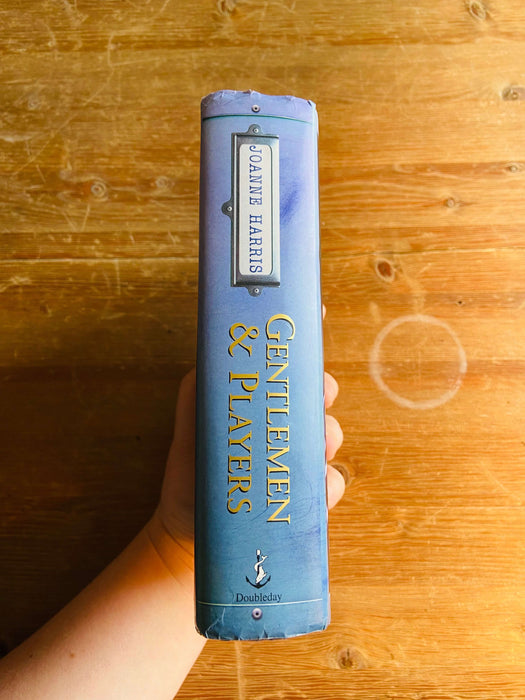 JOANNE HARRIS
GENTLEMEN
& PLAYERS
Doubleday